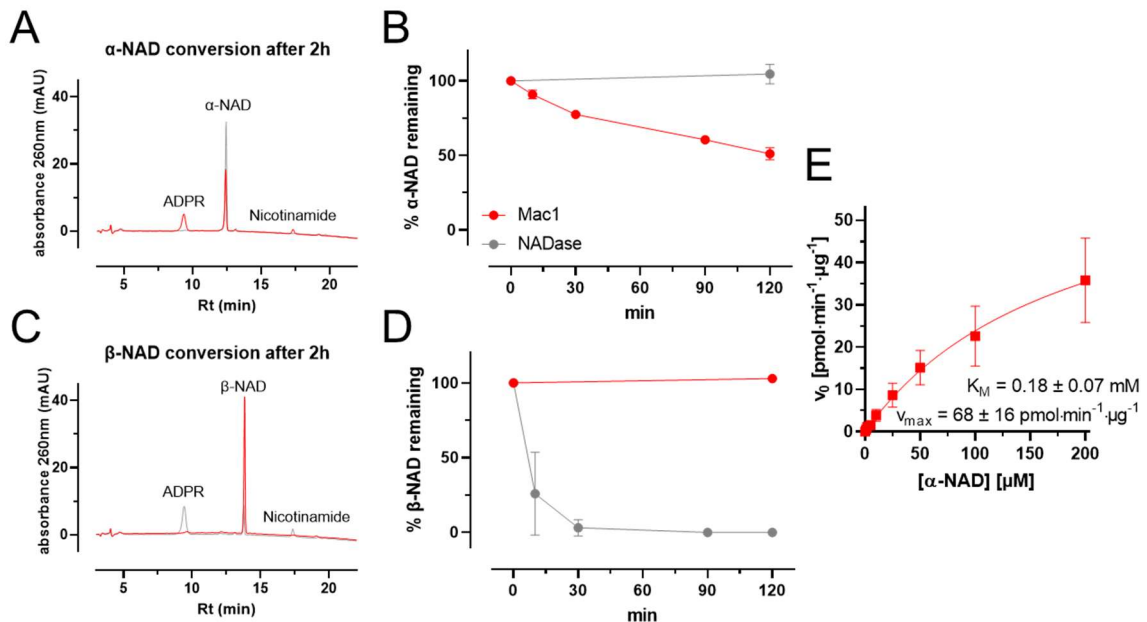 A
α-NAD conversion after 2h
absorbance 260nm (mAU)
40
20
0
α-NAD
ADPR
Nicotinamide
5 10 15 20
Rt (min)
B
% α-NAD remaining
100
50
0
Mac1
NADase
0 30 60 90 120
min
C
β-NAD conversion after 2h
absorbance 260nm (mAU)
40
20
0
β-NAD
ADPR
Nicotinamide
5 10 15 20
Rt (min)
D
% β-NAD remaining
100
50
0
0 30 60 90 120
min
E
v₀ [pmol·min⁻¹·µg⁻¹]
50
40
30
20
10
0
K_M = 0.18 ± 0.07 mM
v_max = 68 ± 16 pmol·min⁻¹·µg⁻¹
0 50 100 150 200
[α-NAD] [µM]